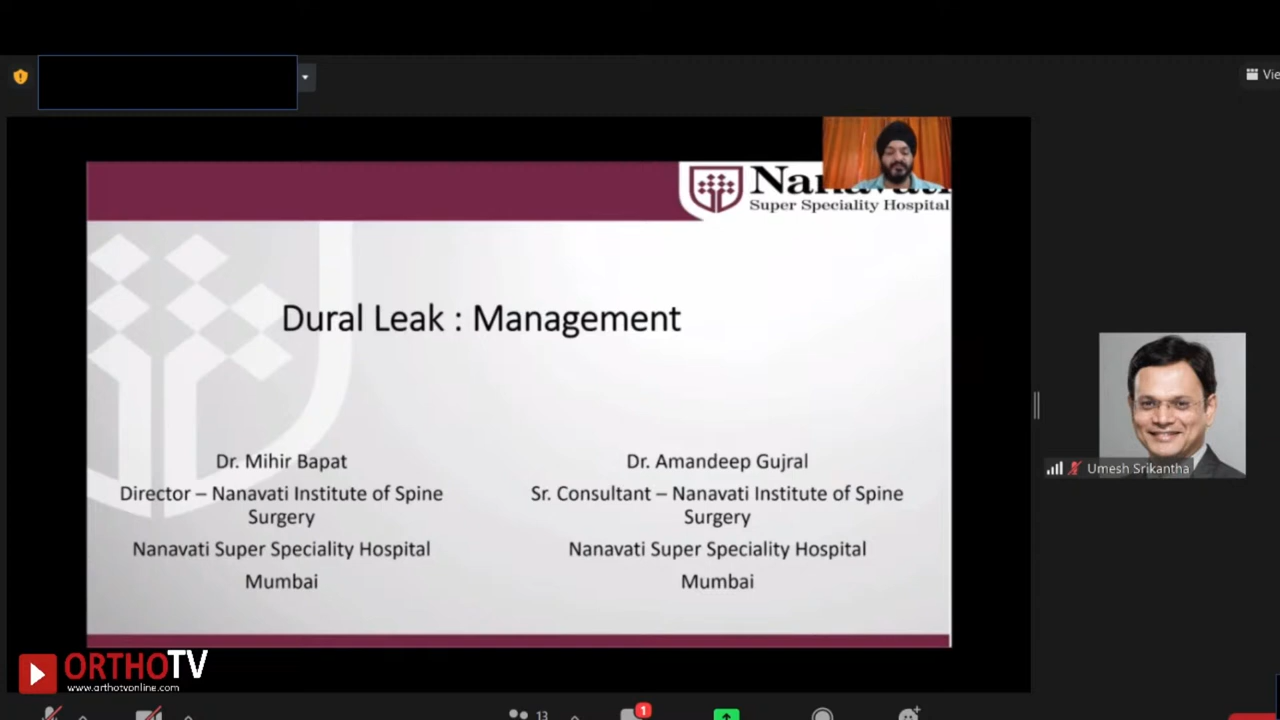 Vie
Nanavati
Super Speciality Hospital
Dural Leak : Management
Dr. Mihir Bapat
Director – Nanavati Institute of Spine
Surgery
Nanavati Super Speciality Hospital
Mumbai
Dr. Amandeep Gujral
Sr. Consultant – Nanavati Institute of Spine
Surgery
Nanavati Super Speciality Hospital
Mumbai
Umesh Srikantha
ORTHOTV
www.orthotvonline.com
13
1